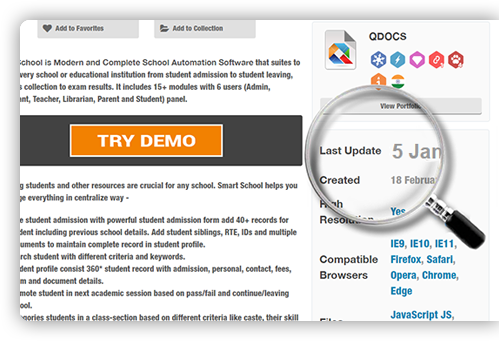 Add to Favorites
Add to Collection
School is Modern and Complete School Automation Software that suites to
very school or educational institution from student admission to student leaving,
s collection to exam results. It includes 15+ modules with 6 users (Admin,
ant, Teacher, Librarian, Parent and Student) panel.
TRY DEMO
g students and other resources are crucial for any school. Smart School helps you
ge everything in centralize way -
e student admission with powerful student admission form add 40+ records for
dent including previous school details. Add student siblings, RTE, IDs and multiple
uments to maintain complete record in student profile.
rch student with different criteria and keywords.
dent profile consist 360* student record with admission, personal, contact, fees,
m and document details.
mote student in next academic session based on pass/fail and continue/leaving
ool.
egories students in a class-section based on different criteria like caste, their skill
QDOCS
View Portfolio
Last Update 5 Jan
Created 18 Februa
High
Resolution Yes
Compatible
Browsers
IE9, IE10, IE11,
Firefox, Safari,
Opera, Chrome,
Edge
Files
JavaScript JS,